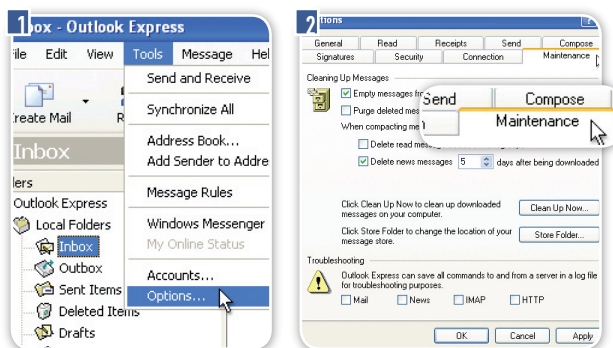 1
box - Outlook Express
File Edit View Tools Message Hel
Create Mail
R
Inbox
ders
Outlook Express
Local Folders
Inbox
Outbox
Sent Items
Deleted Items
Drafts
Send and Receive
Synchronize All
Address Book...
Add Sender to Addre
Message Rules
Windows Messenger
My Online Status
Accounts...
Options...
2
tions
General Read Receipts Send Compose
Signatures Security Connection Maintenance
Cleaning Up Messages
Empty messages fr
Purge deleted mes
When compacting me
Delete read mess
Delete news messages 5 days after being downloaded
Send Compose
Maintenance
Click Clean Up Now to clean up downloaded
messages on your computer.
Clean Up Now...
Click Store Folder to change the location of your
message store.
Store Folder...
Troubleshooting
Outlook Express can save all commands to and from a server in a log file
for troubleshooting purposes.
Mail News IMAP HTTP
OK Cancel Apply